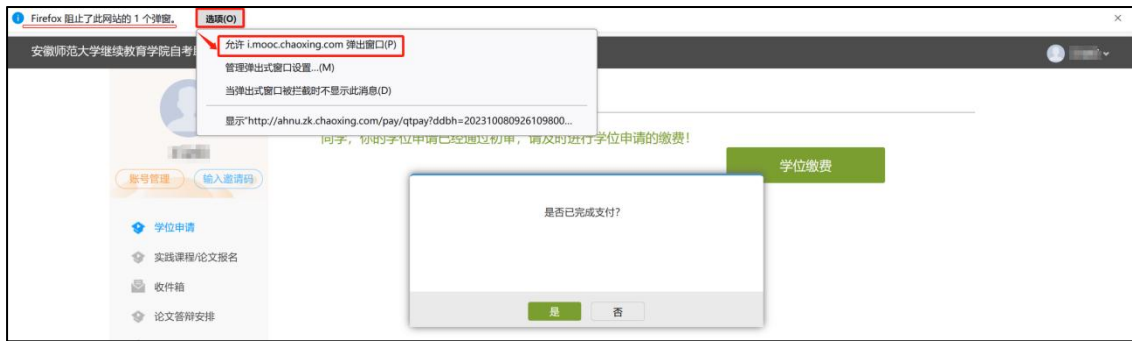 Firefox 阻止了此网站的 1 个弹窗。
选项(O)
允许 i.mooc.chaoxing.com 弹出窗口(P)
管理弹出式窗口设置...(M)
当弹出式窗口被拦截时不显示此消息(D)
显示"http://ahnu.zk.chaoxing.com/pay/qtpay?ddbh=202310080926109800...
安徽师范大学继续教育学院自考
同学，你的学位申请已经通过初审，请及时进行学位申请的缴费！
学位缴费
账号管理
输入邀请码
学位申请
实践课程/论文报名
收件箱
论文答辩安排
是否已完成支付？
是
否